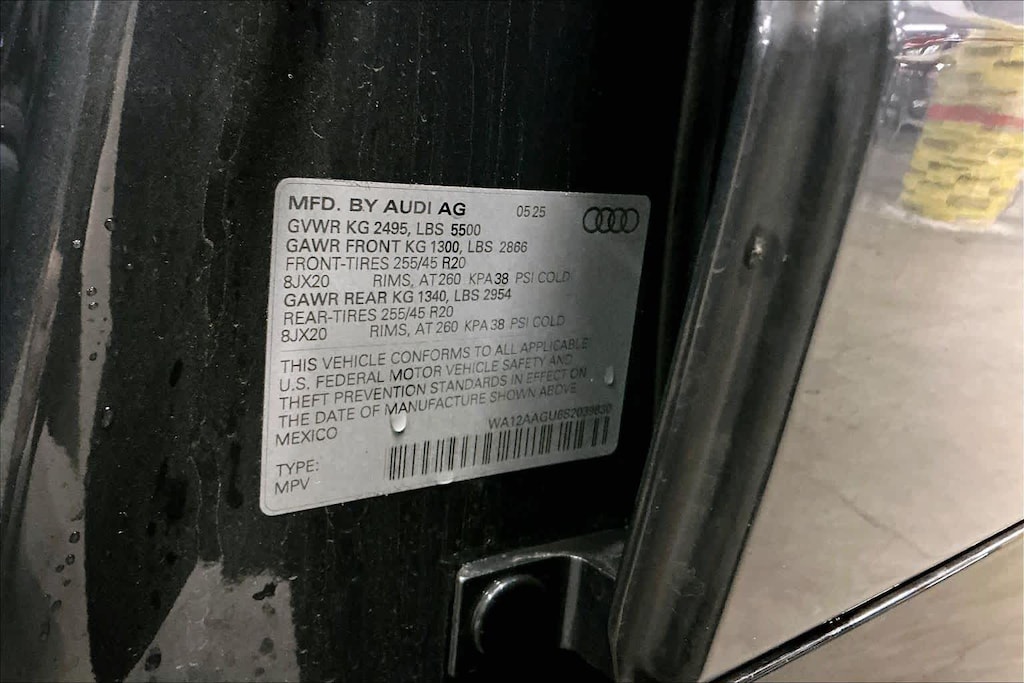 MFD. BY AUDI AG 05 25
GVWR KG 2495, LBS 5500
GAWR FRONT KG 1300, LBS 2866
FRONT-TIRES 255/45 R20
8JX20 RIMS, AT 260 KPA 38 PSI COLD
GAWR REAR KG 1340, LBS 2954
REAR-TIRES 255/45 R20
8JX20 RIMS, AT 260 KPA 38 PSI COLD
THIS VEHICLE CONFORMS TO ALL APPLICABLE
U.S. FEDERAL MOTOR VEHICLE SAFETY AND
THEFT PREVENTION STANDARDS IN EFFECT ON
THE DATE OF MANUFACTURE SHOWN ABOVE
MEXICO WA12AAGU6S2039830
TYPE:
MPV